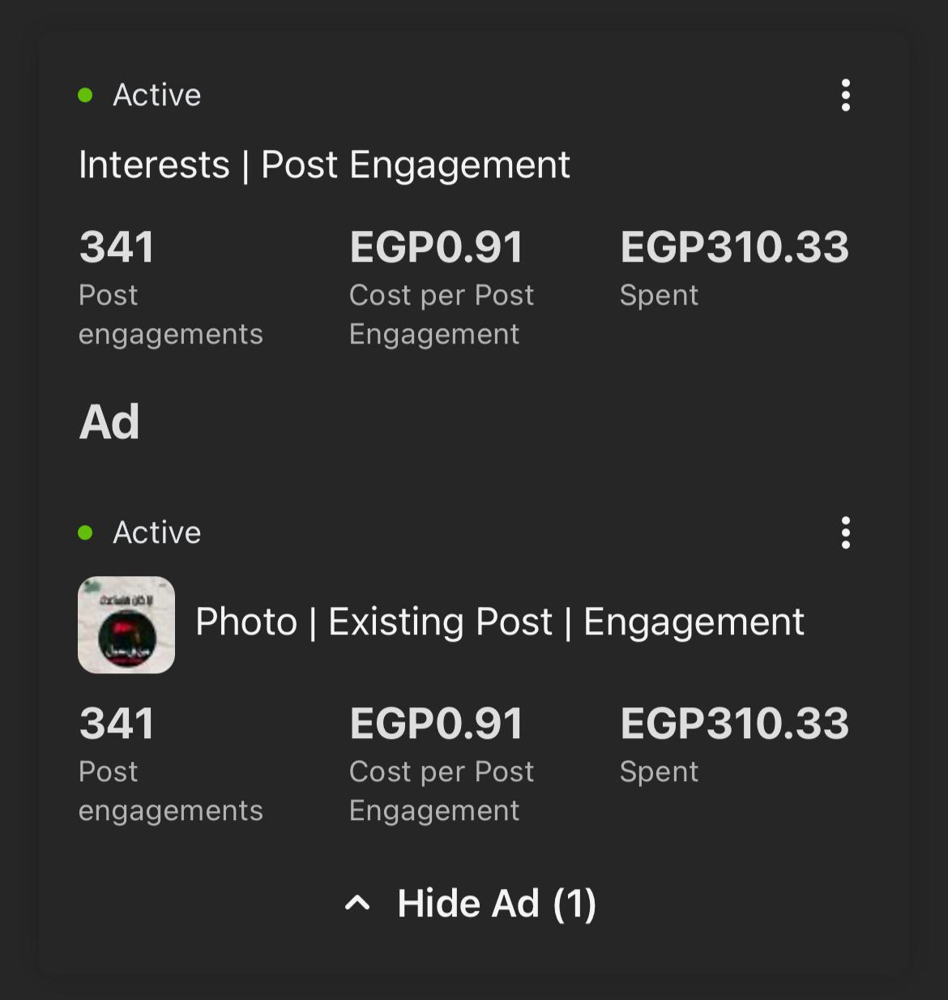 Active
Interests | Post Engagement
341 EGP0.91 EGP310.33
Post Cost per Post Spent
engagements Engagement
Ad
Active
Photo | Existing Post | Engagement
341 EGP0.91 EGP310.33
Post Cost per Post Spent
engagements Engagement
Hide Ad (1)